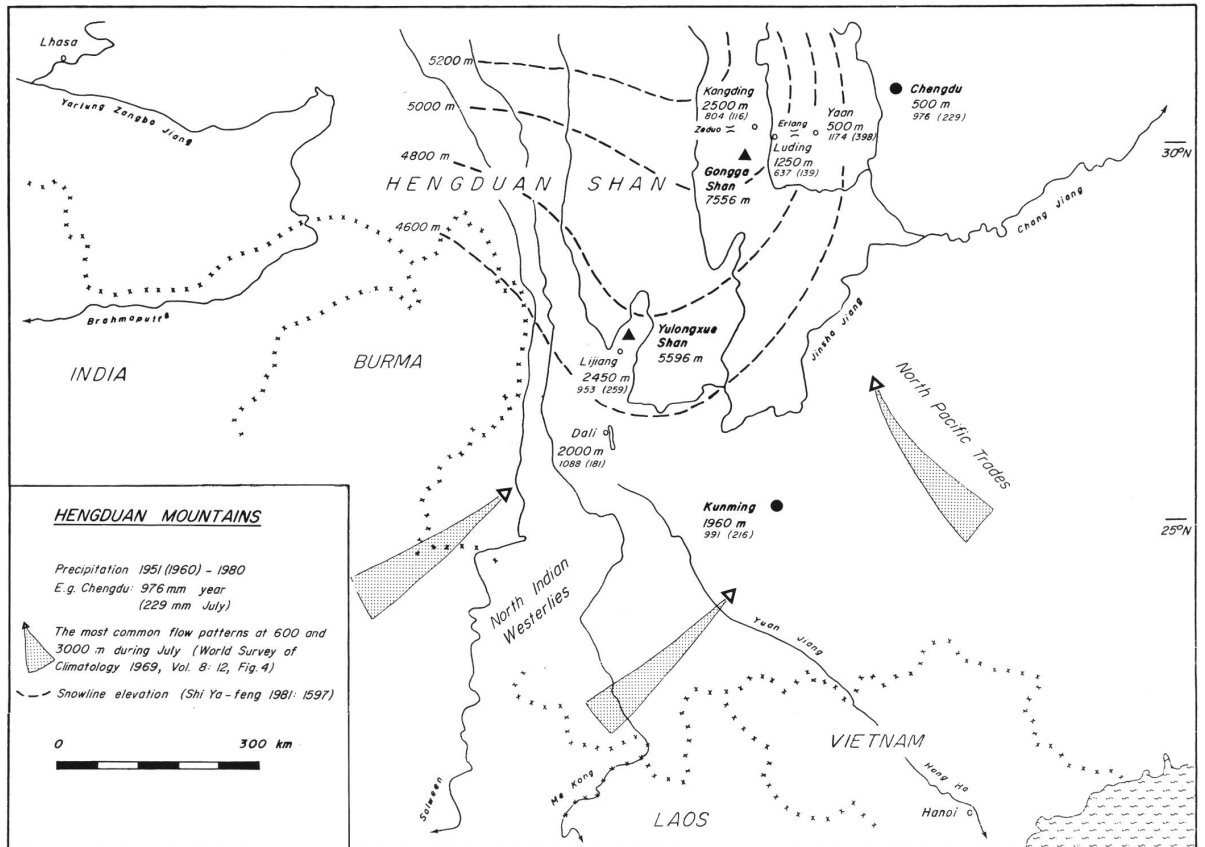 Lhasa
Yarlung Zangbo Jiang
5200 m
5000 m
4800 m
4600 m
HENGDUAN SHAN
Kangding
2500 m
804 (116)
Zeduo
Erlang
Yaan
500 m
1174 (398)
Luding
1250 m
637 (139)
Gongga
Shan
7556 m
Chengdu
500 m
976 (229)
30°N
Chang Jiang
Jinsha Jiang
Brahmaputra
INDIA
BURMA
Yulongxue
Shan
5596 m
Lijiang
2450 m
953 (259)
Dali
2000 m
1088 (181)
North Pacific Trades
Kunming
1960 m
991 (216)
25°N
North Indian
Westerlies
Yuan Jiang
VIETNAM
Hong Ha
Hanoi
LAOS
Me Kong
Salween
HENGDUAN MOUNTAINS
Precipitation 1951 (1960) - 1980
E.g. Chengdu: 976 mm year
(229 mm July)
The most common flow patterns at 600 and
3000 m during July (World Survey of
Climatology 1969, Vol. 8: 12, Fig. 4)
Snowline elevation (Shi Ya-feng 1981: 1597)
0 300 km